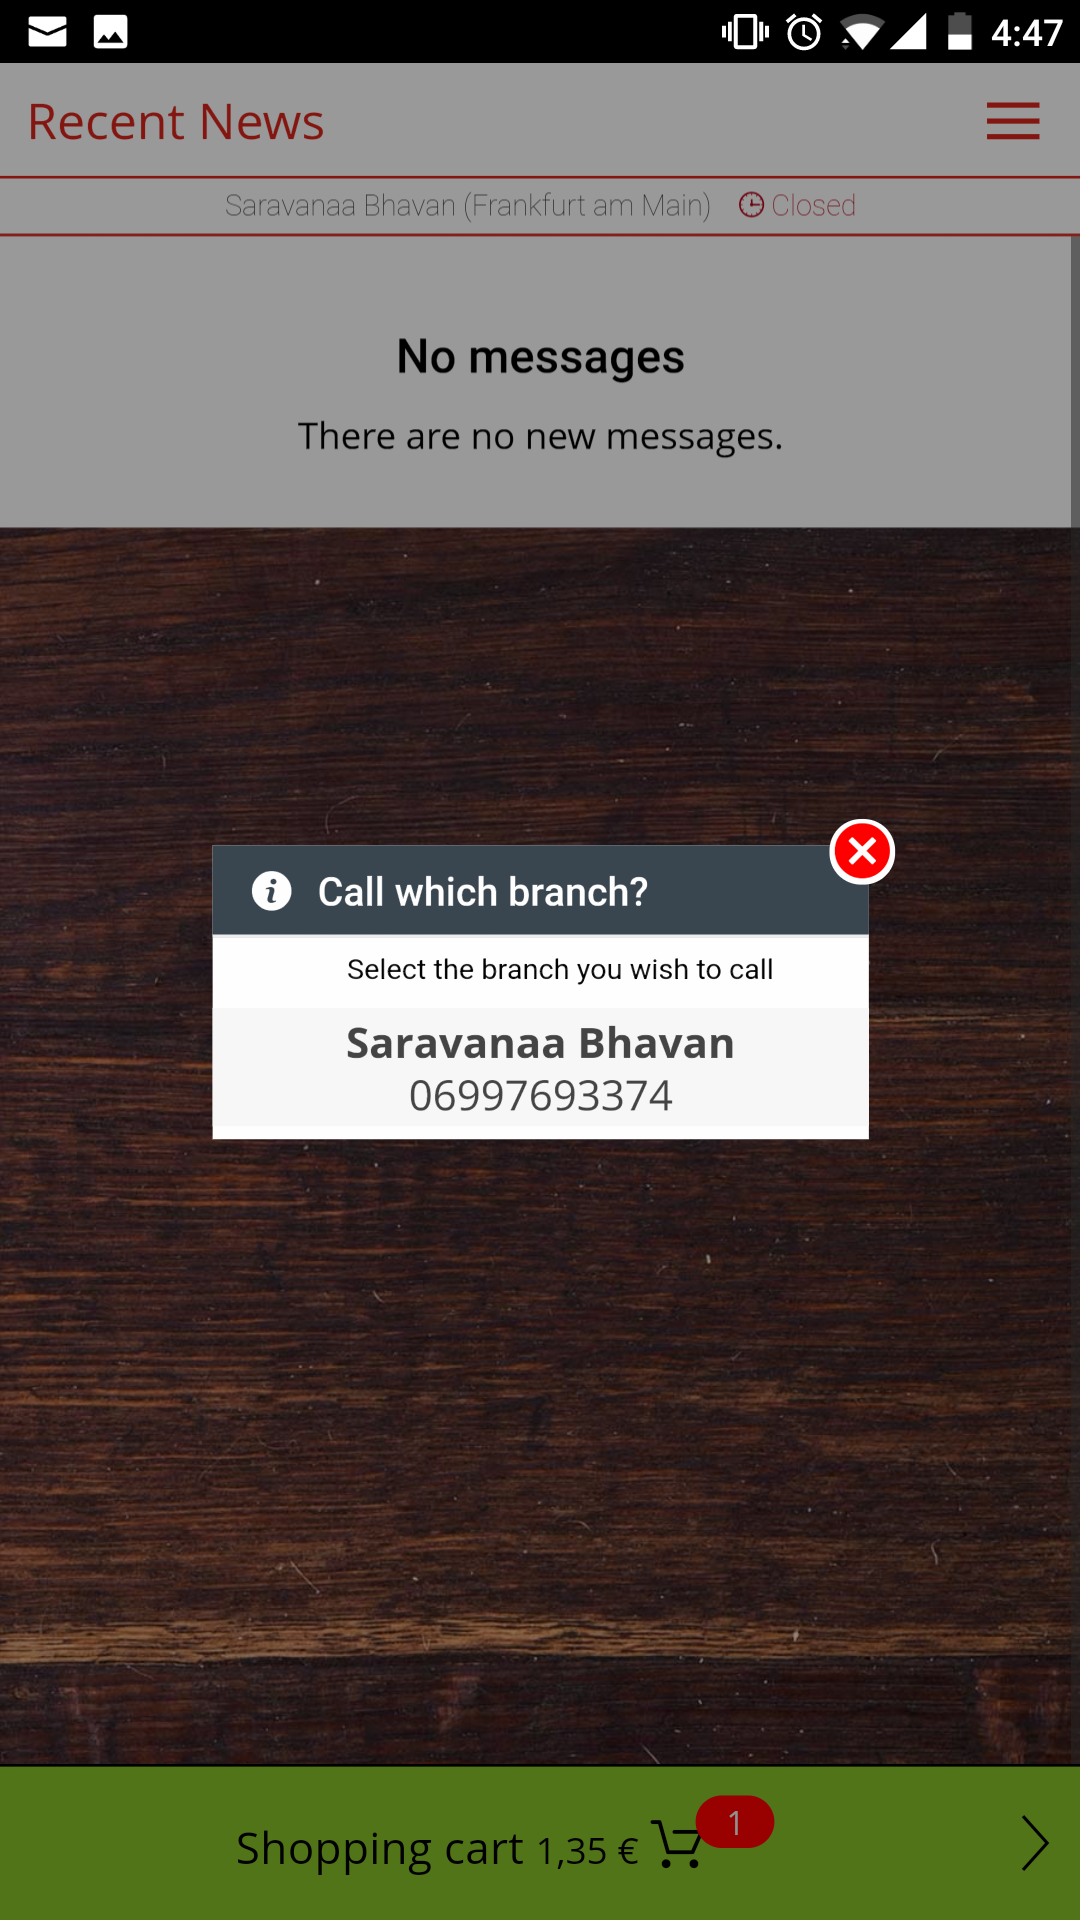 4:47
Recent News
Saravanaa Bhavan (Frankfurt am Main) Closed
No messages
There are no new messages.
Call which branch?
Select the branch you wish to call
Saravanaa Bhavan
06997693374
Shopping cart 1,35 € 1